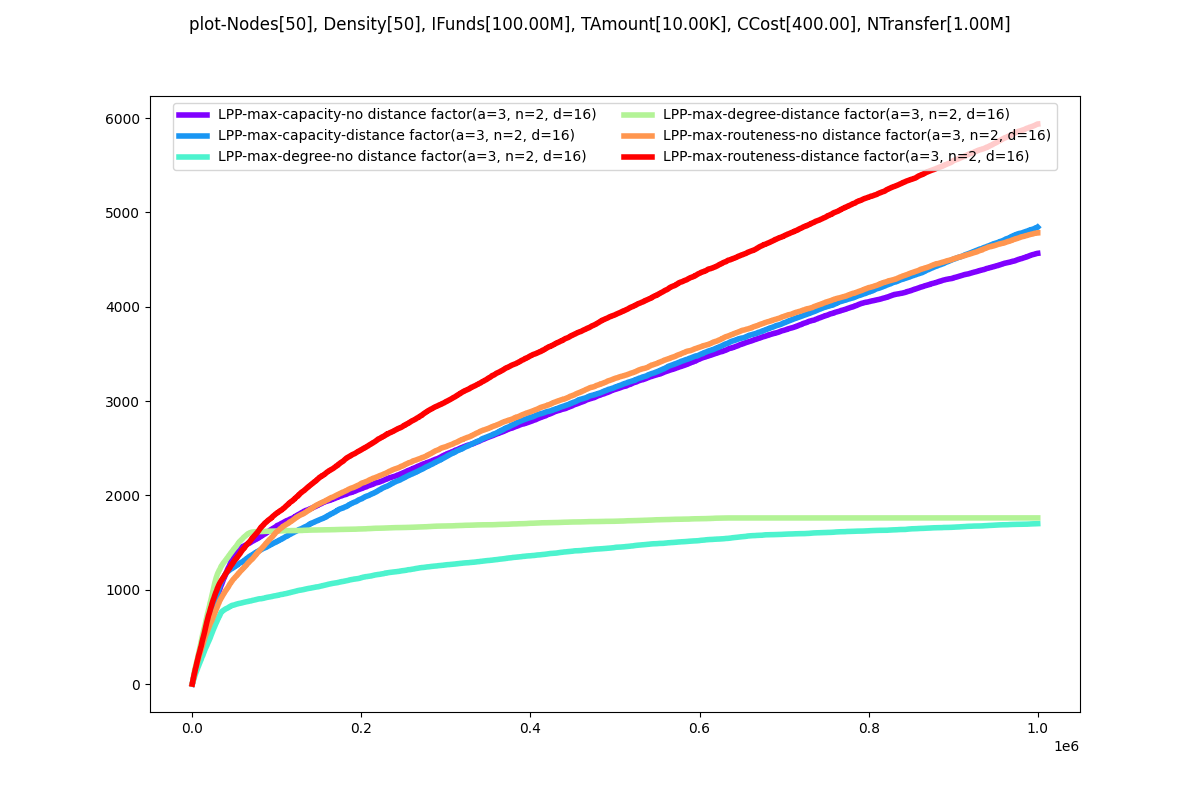 plot-Nodes[50], Density[50], IFunds[100.00M], TAmount[10.00K], CCost[400.00], NTransfer[1.00M]
LPP-max-capacity-no distance factor(a=3, n=2, d=16)
LPP-max-capacity-distance factor(a=3, n=2, d=16)
LPP-max-degree-no distance factor(a=3, n=2, d=16)
LPP-max-degree-distance factor(a=3, n=2, d=16)
LPP-max-routeness-no distance factor(a=3, n=2, d=16)
LPP-max-routeness-distance factor(a=3, n=2, d=16)
6000
5000
4000
3000
2000
1000
0
0.0 0.2 0.4 0.6 0.8 1.0
1e6